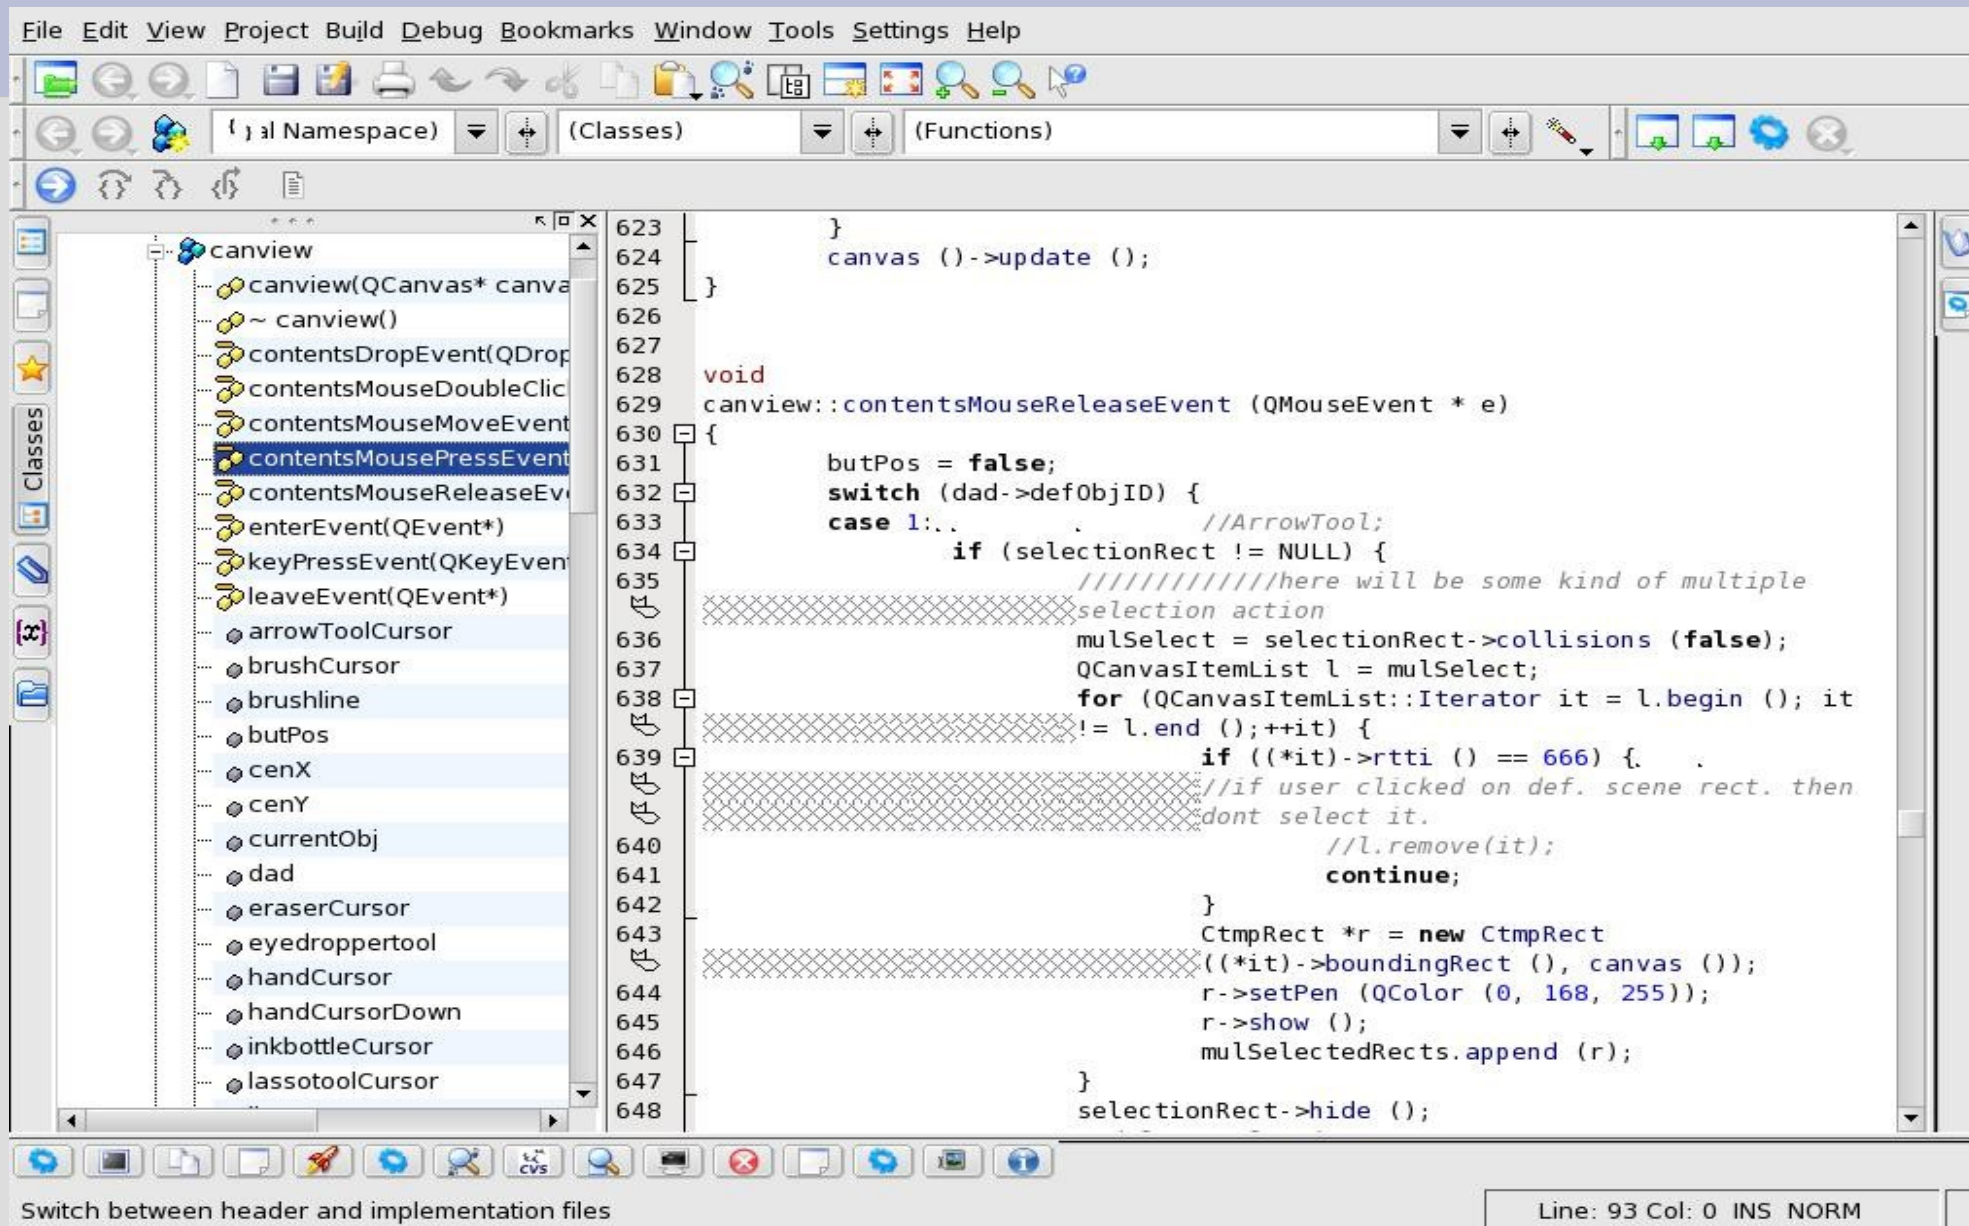 File Edit View Project Build Debug Bookmarks Window Tools Settings Help
al Namespace) (Classes) (Functions)
Classes
canview
canview(QCanvas* canva
~ canview()
contentsDropEvent(QDrop
contentsMouseDoubleClic
contentsMouseMoveEvent
contentsMousePressEvent
contentsMouseReleaseEv
enterEvent(QEvent*)
keyPressEvent(QKeyEven
leaveEvent(QEvent*)
arrowToolCursor
brushCursor
brushline
butPos
cenX
cenY
currentObj
dad
eraserCursor
eyedroppertool
handCursor
handCursorDown
inkbottleCursor
lassotoolCursor
623 }
624 canvas ()->update ();
625 }
626
627
628 void
629 canview::contentsMouseReleaseEvent (QMouseEvent * e)
630 {
631 butPos = false;
632 switch (dad->defObjID) {
633 case 1:.. . //ArrowTool;
634 if (selectionRect != NULL) {
635 /////////////here will be some kind of multiple
selection action
636 mulSelect = selectionRect->collisions (false);
637 QCanvasItemList l = mulSelect;
638 for (QCanvasItemList::Iterator it = l.begin (); it
!= l.end ();++it) {
639 if ((*it)->rtti () == 666) {. .
//if user clicked on def. scene rect. then
dont select it.
640 //l.remove(it);
641 continue;
642 }
643 CtmpRect *r = new CtmpRect
((*it)->boundingRect (), canvas ());
644 r->setPen (QColor (0, 168, 255));
645 r->show ();
646 mulSelectedRects.append (r);
647 }
648 selectionRect->hide ();
CVS
Switch between header and implementation files
Line: 93 Col: 0 INS NORM